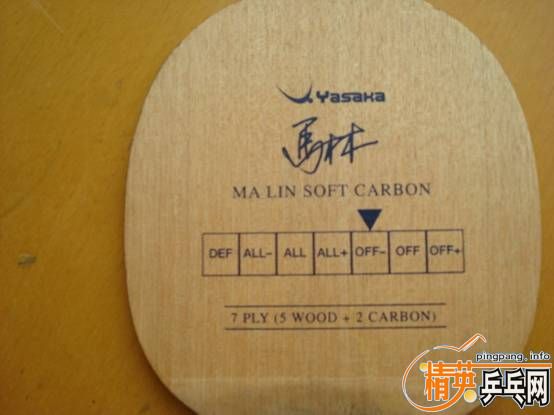 Yasaka
馬林
MA LIN SOFT CARBON
DEF ALL- ALL ALL+ OFF- OFF OFF+
7 PLY (5 WOOD + 2 CARBON)
pingpang.info
精英乒乓网